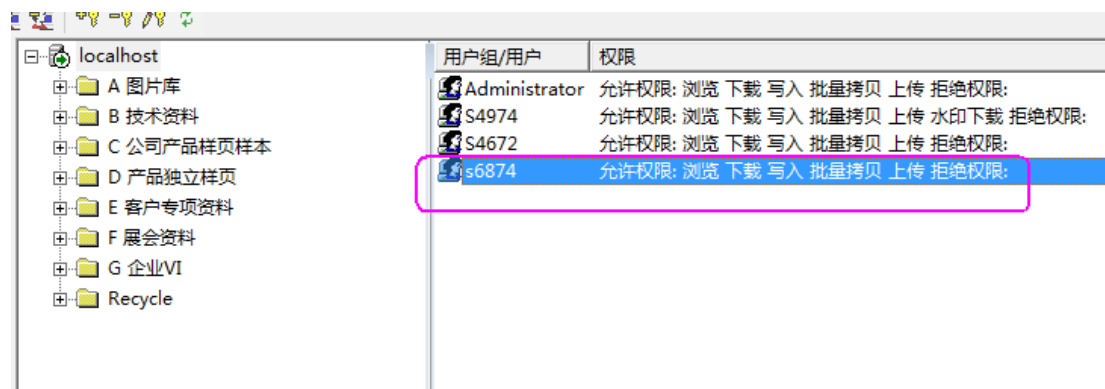 localhost
A 图片库
B 技术资料
C 公司产品样页样本
D 产品独立样页
E 客户专项资料
F 展会资料
G 企业VI
Recycle
用户组/用户 权限
Administrator 允许权限: 浏览 下载 写入 批量拷贝 上传 拒绝权限:
S4974 允许权限: 浏览 下载 写入 批量拷贝 上传 水印下载 拒绝权限:
S4672 允许权限: 浏览 下载 写入 批量拷贝 上传 拒绝权限:
s6874 允许权限: 浏览 下载 写入 批量拷贝 上传 拒绝权限: